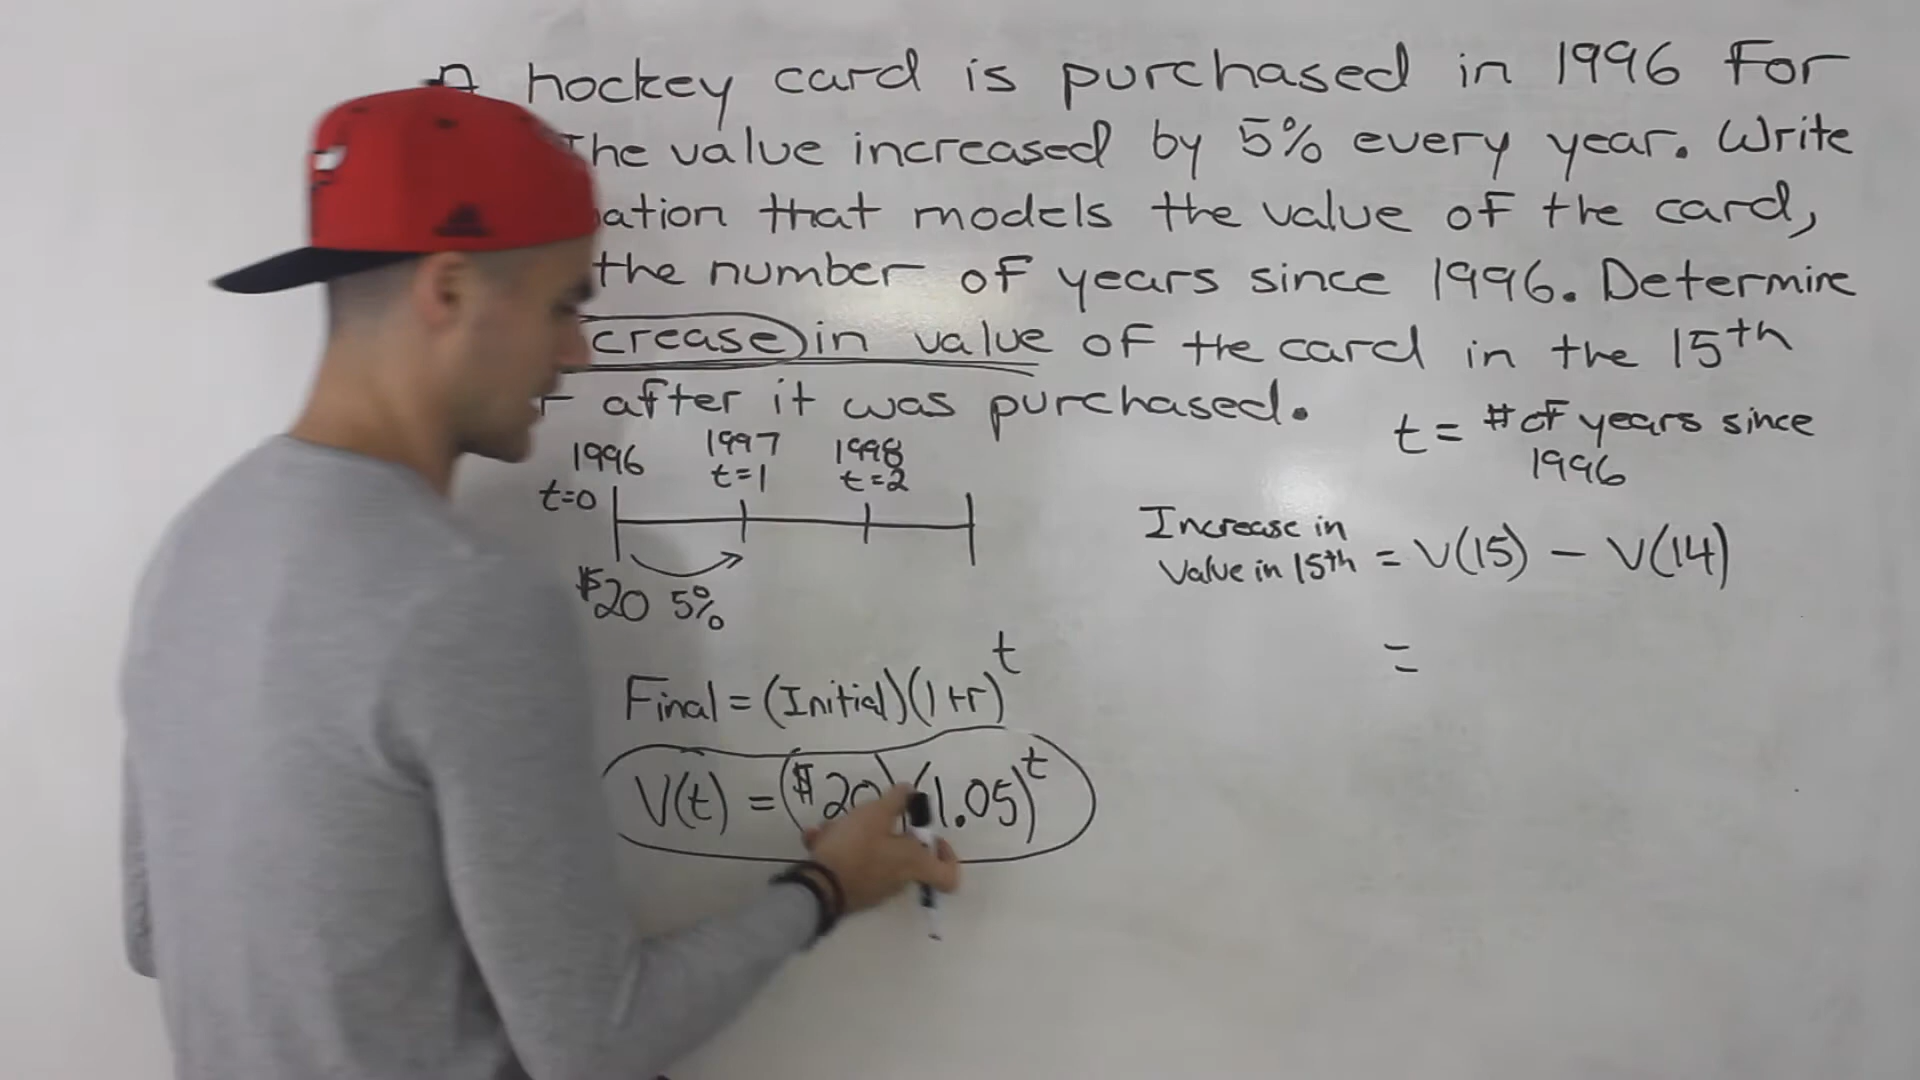 A hockey card is purchased in 1996 For
The value increased by 5% every year. Write
ation that models the value of the card,
the number of years since 1996. Determine
crease in value of the card in the 15th
r after it was purchased.
t = # of years since
1996
1996 1997 1998
t=0 t=1 t=2
$20 5%
Increase in
Value in 15th = V(15) - V(14)
=
Final = (Initial)(1+r)^t
V(t) = ($20)(1.05)^t